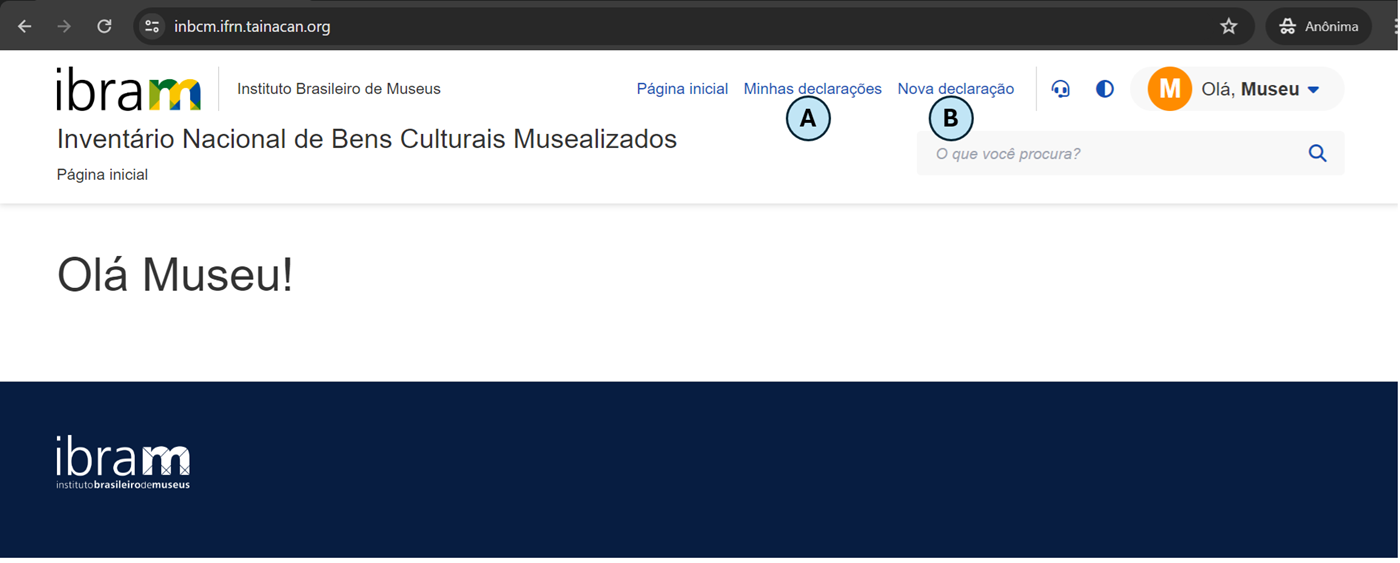 inbcm.ifrn.tainacan.org
Anônima
ibram
Instituto Brasileiro de Museus
Página inicial
Minhas declarações
Nova declaração
M
Olá, Museu
A
B
Inventário Nacional de Bens Culturais Musealizados
O que você procura?
Página inicial
Olá Museu!
ibram
institutobrasileirodemuseus